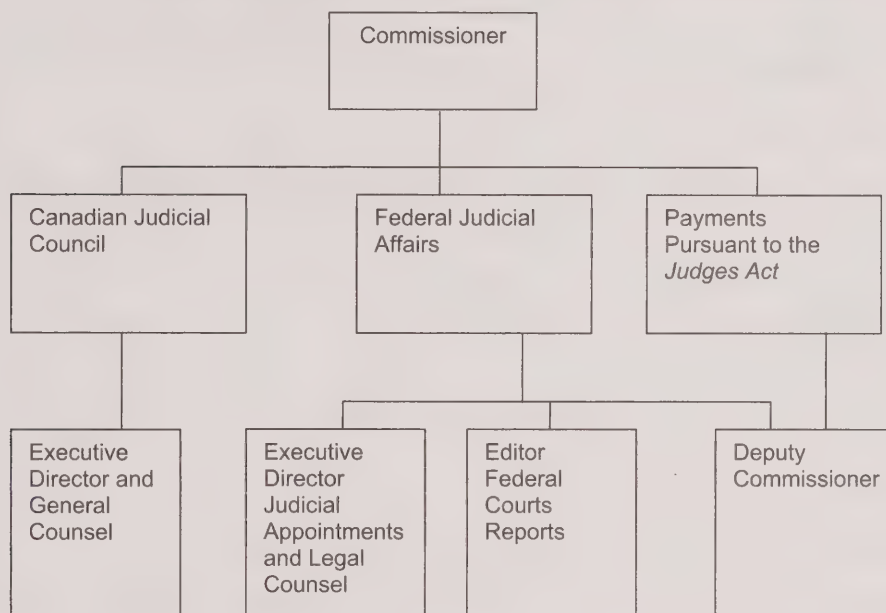 Commissioner
Canadian Judicial
Council
Federal Judicial
Affairs
Payments
Pursuant to the
Judges Act
Executive
Director and
General
Counsel
Executive
Director
Judicial
Appointments
and Legal
Counsel
Editor
Federal
Courts
Reports
Deputy
Commissioner